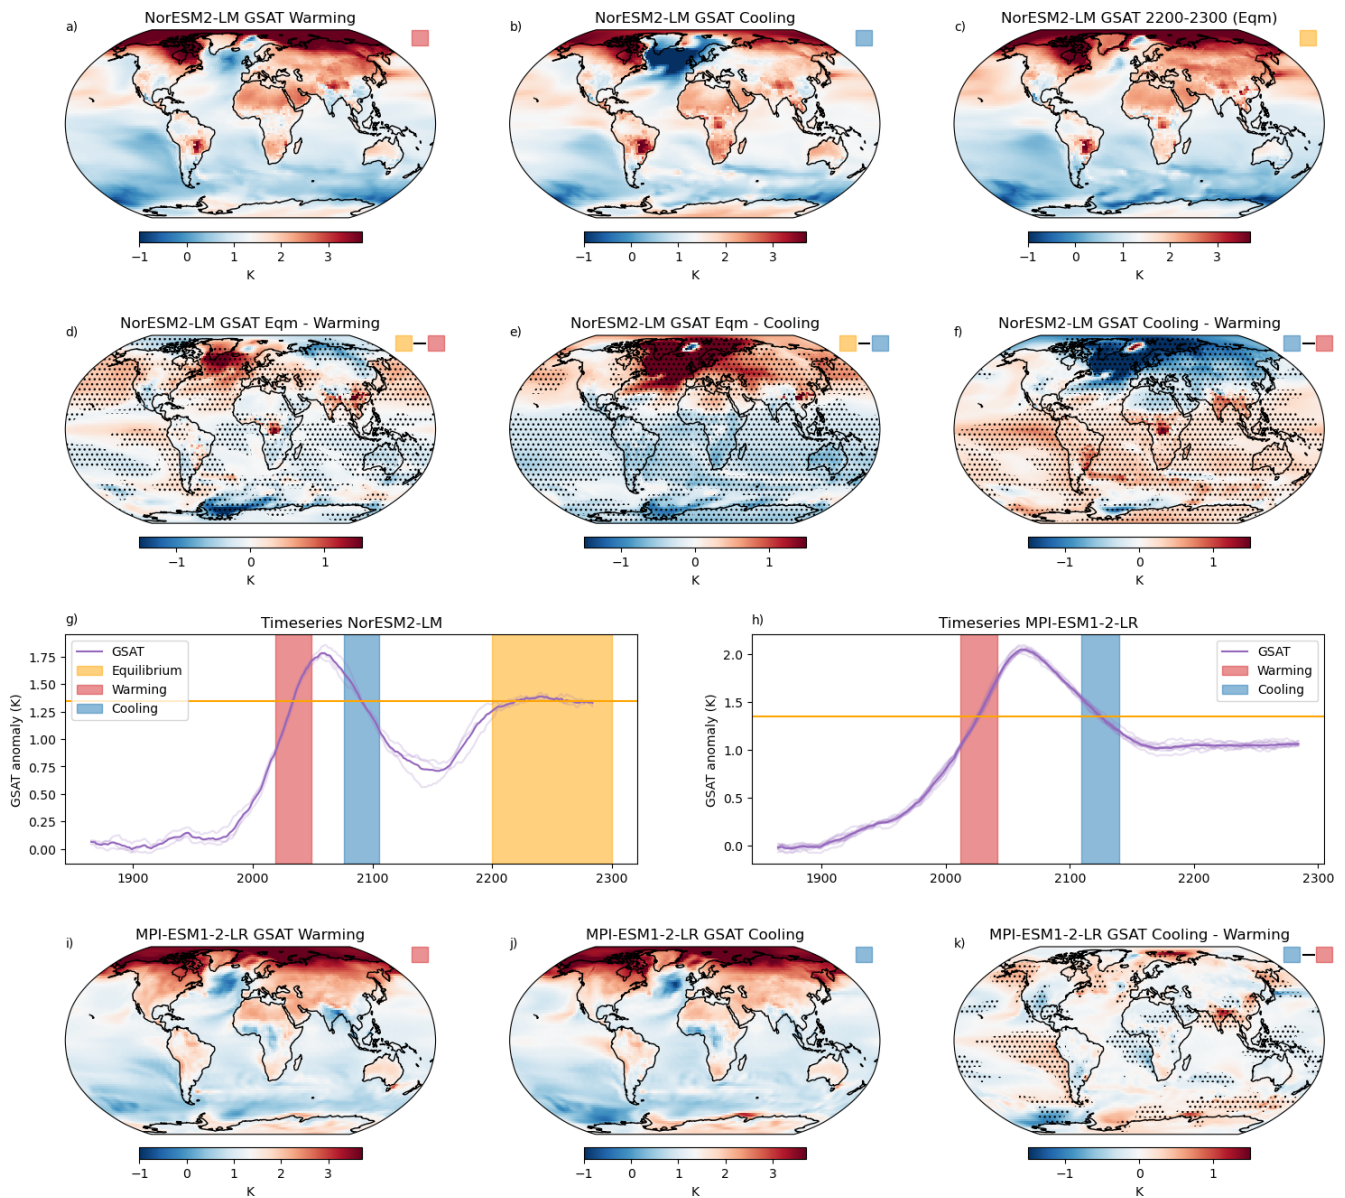 a) NorESM2-LM GSAT Warming
b) NorESM2-LM GSAT Cooling
c) NorESM2-LM GSAT 2200-2300 (Eqm)
−1 0 1 2 3
K
−1 0 1 2 3
K
−1 0 1 2 3
K
d) NorESM2-LM GSAT Eqm - Warming
e) NorESM2-LM GSAT Eqm - Cooling
f) NorESM2-LM GSAT Cooling - Warming
−1 0 1
K
−1 0 1
K
−1 0 1
K
g) Timeseries NorESM2-LM
GSAT anomaly (K)
1.75
1.50
1.25
1.00
0.75
0.50
0.25
0.00
GSAT
Equilibrium
Warming
Cooling
1900 2000 2100 2200 2300
h) Timeseries MPI-ESM1-2-LR
GSAT anomaly (K)
2.0
1.5
1.0
0.5
0.0
GSAT
Warming
Cooling
1900 2000 2100 2200 2300
i) MPI-ESM1-2-LR GSAT Warming
j) MPI-ESM1-2-LR GSAT Cooling
k) MPI-ESM1-2-LR GSAT Cooling - Warming
−1 0 1 2 3
K
−1 0 1 2 3
K
−1 0 1
K